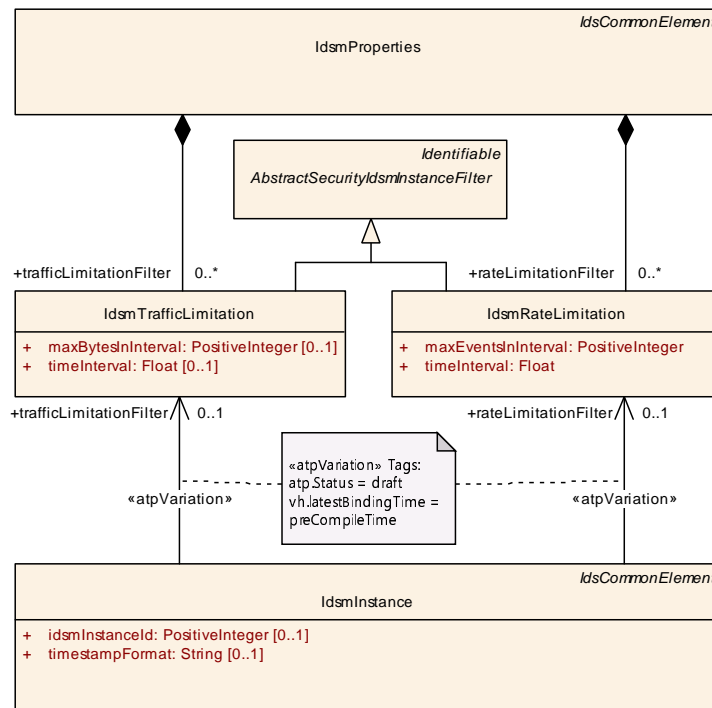 IdsCommonElement
IdsmProperties
Identifiable
AbstractSecurityIdsmInstanceFilter
+trafficLimitationFilter 0..*
+rateLimitationFilter 0..*
IdsmTrafficLimitation
+ maxBytesInInterval: PositiveInteger [0..1]
+ timeInterval: Float [0..1]
IdsmRateLimitation
+ maxEventsInInterval: PositiveInteger
+ timeInterval: Float
+trafficLimitationFilter 0..1
+rateLimitationFilter 0..1
«atpVariation» Tags:
atp.Status = draft
vh.latestBindingTime =
preCompileTime
«atpVariation»
«atpVariation»
IdsCommonElement
IdsmInstance
+ idsmInstanceId: PositiveInteger [0..1]
+ timestampFormat: String [0..1]